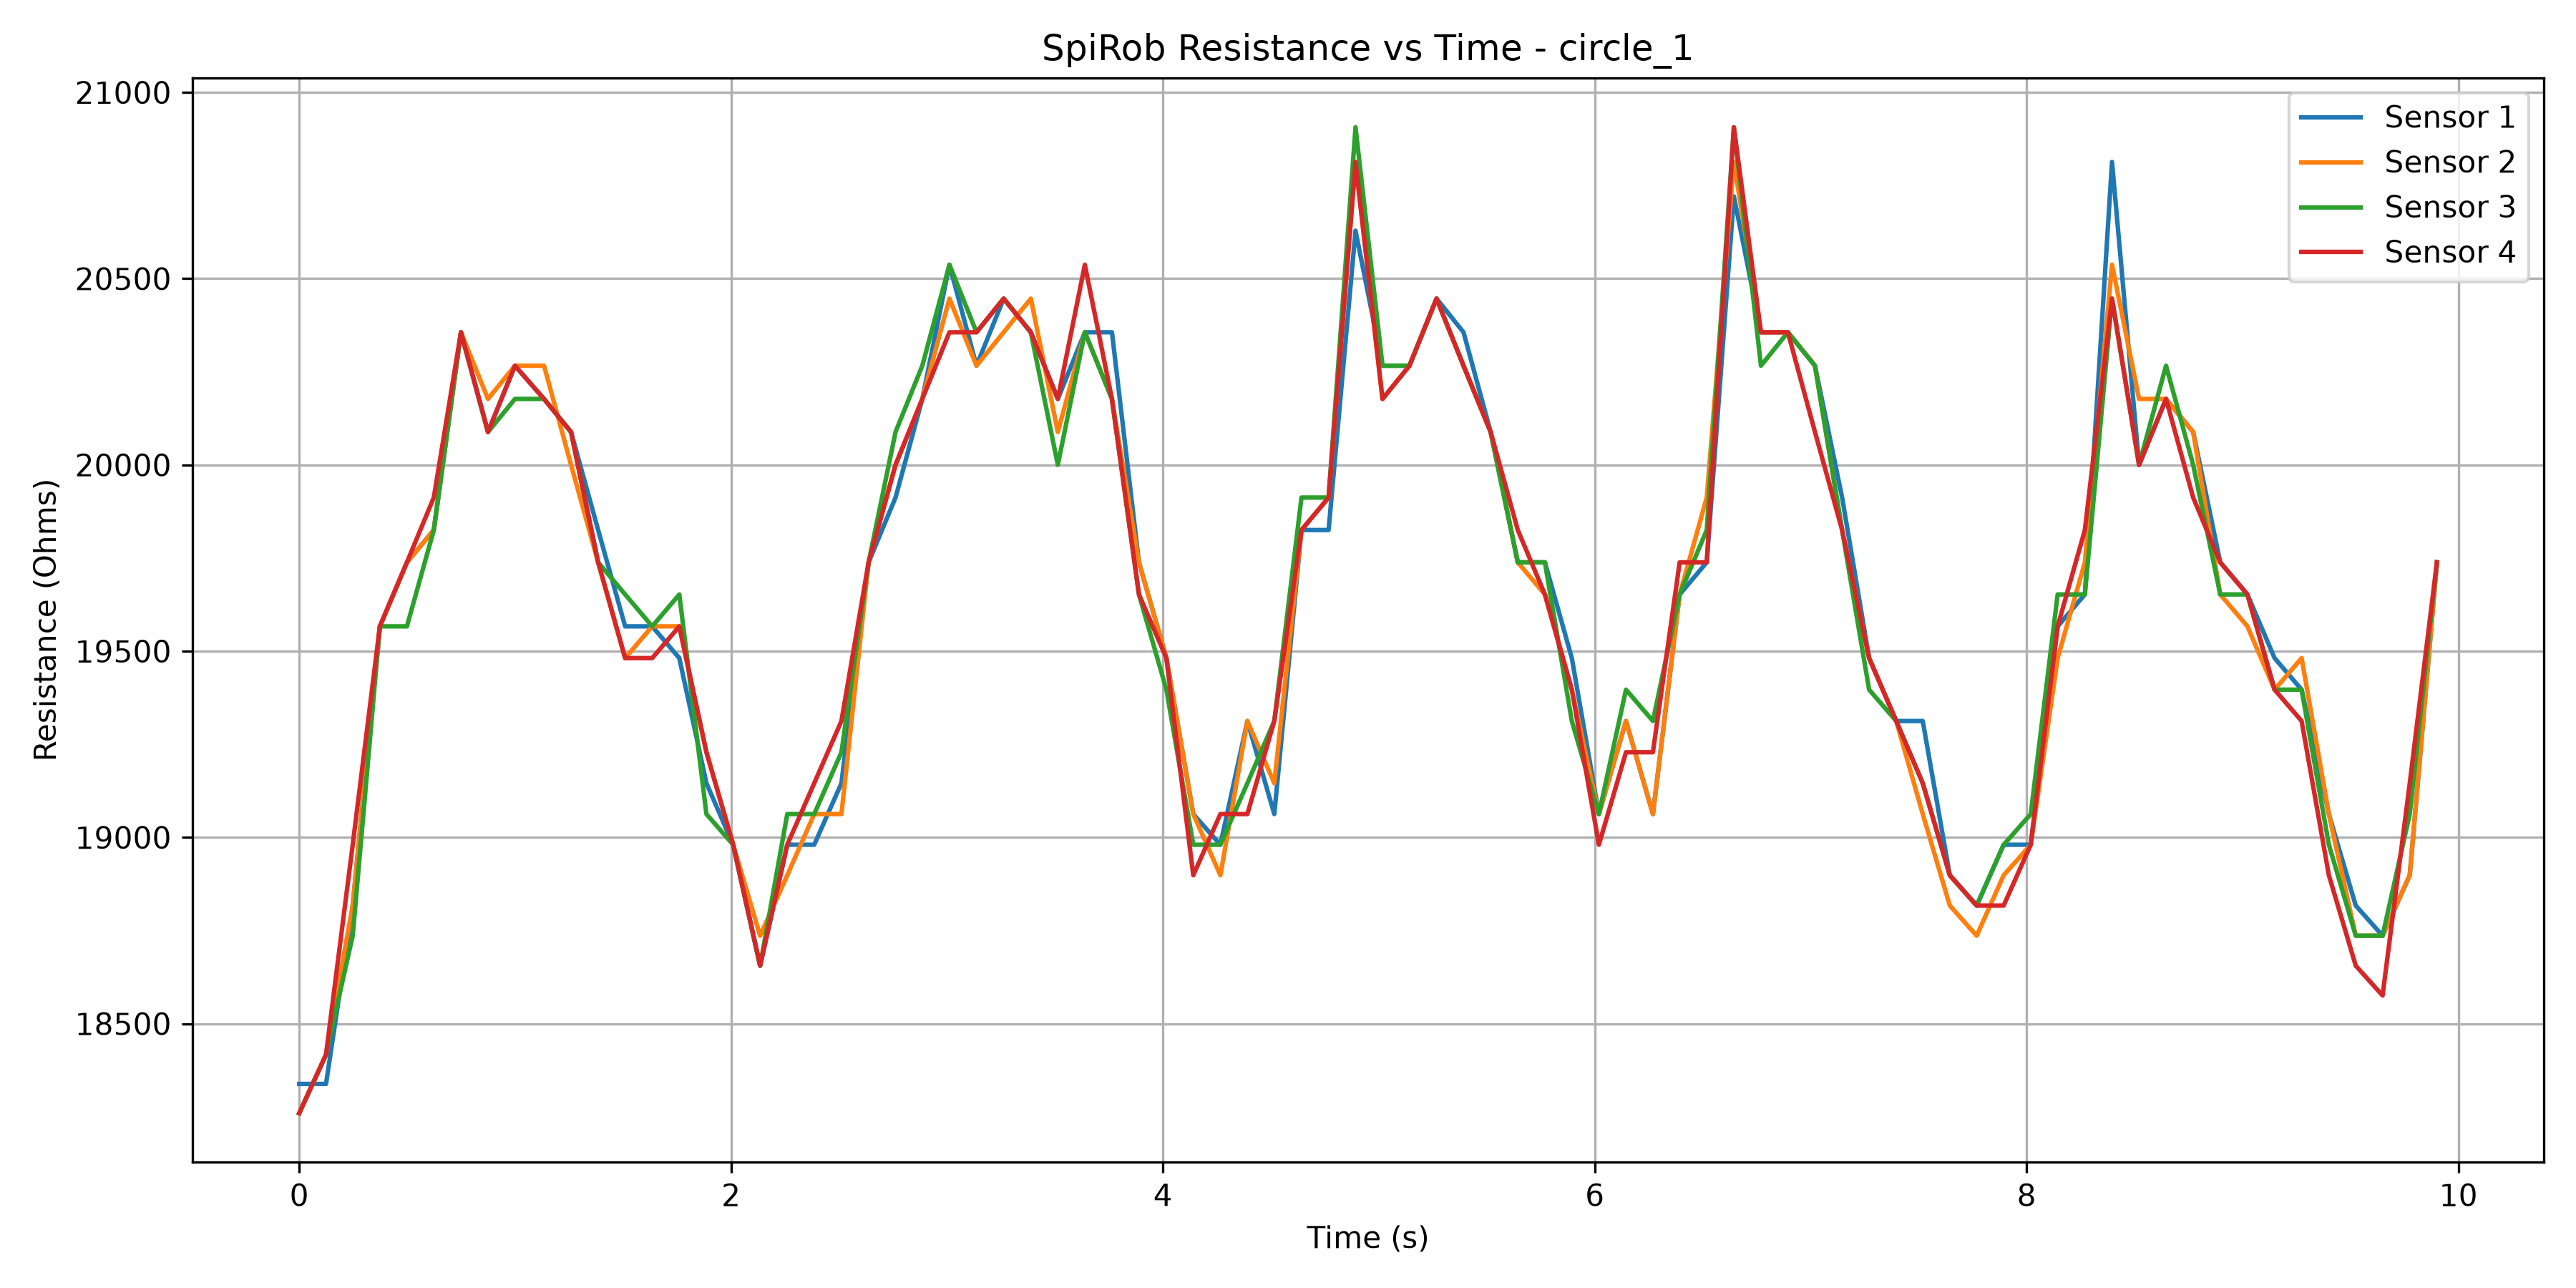 SpiRob Resistance vs Time - circle_1
21000
20500
20000
19500
19000
18500
Resistance (Ohms)
Sensor 1
Sensor 2
Sensor 3
Sensor 4
0
2
4
6
8
10
Time (s)